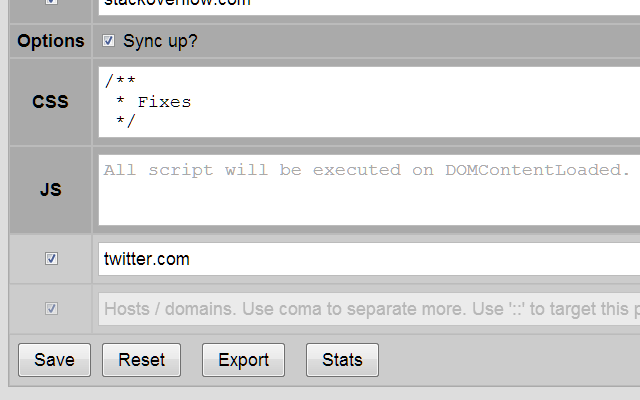 stackoverflow.com
Options Sync up?
CSS
/**
 * Fixes
 */
JS
All script will be executed on DOMContentLoaded.
twitter.com
Hosts / domains. Use coma to separate more. Use '::' to target this p
Save Reset Export Stats